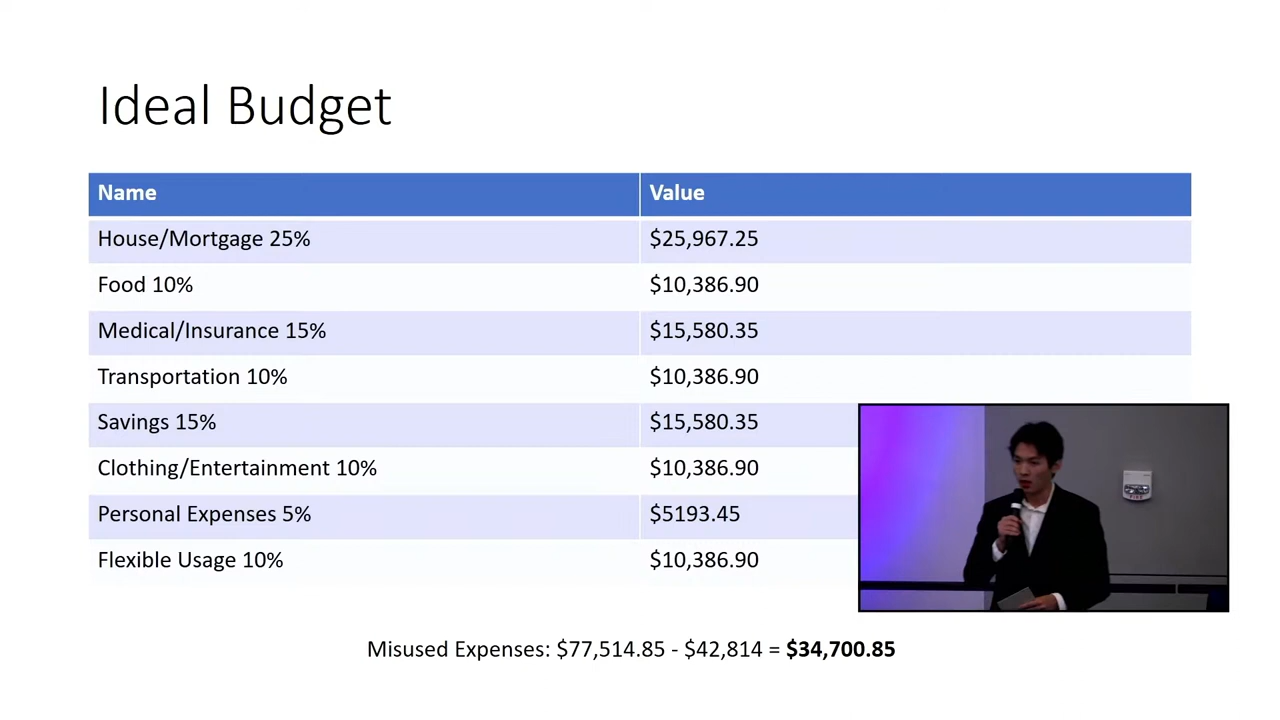 Ideal Budget
Name Value
House/Mortgage 25% $25,967.25
Food 10% $10,386.90
Medical/Insurance 15% $15,580.35
Transportation 10% $10,386.90
Savings 15% $15,580.35
Clothing/Entertainment 10% $10,386.90
Personal Expenses 5% $5193.45
Flexible Usage 10% $10,386.90
FIRE
Misused Expenses: $77,514.85 - $42,814 = $34,700.85